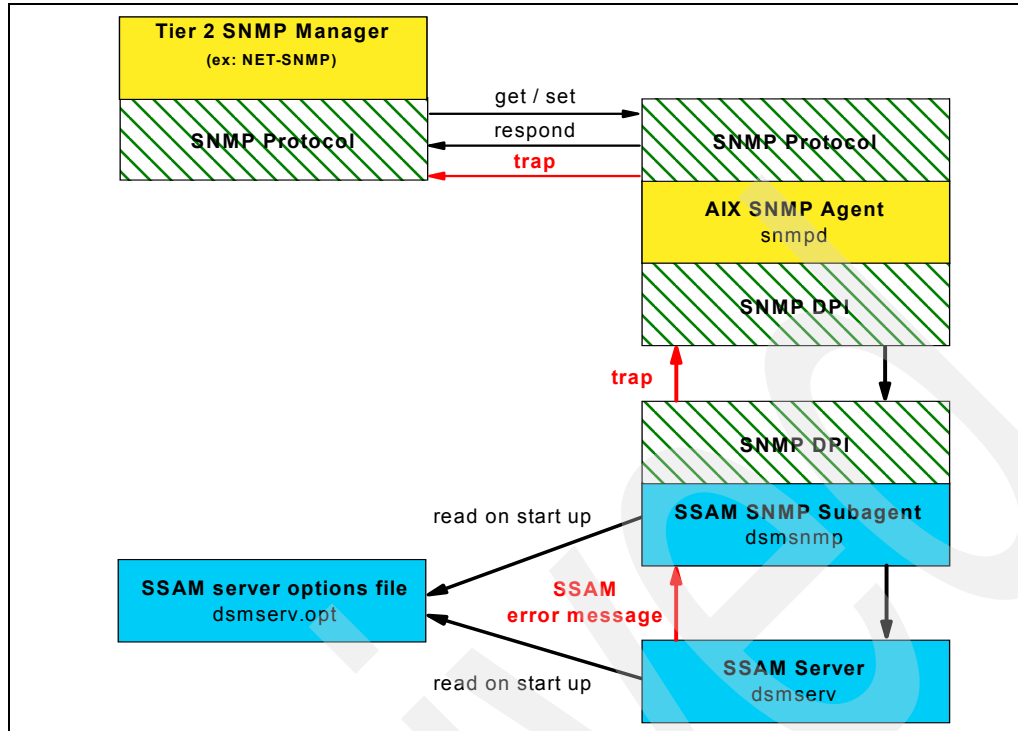 Tier 2 SNMP Manager
(ex: NET-SNMP)
SNMP Protocol
get / set
respond
trap
SNMP Protocol
AIX SNMP Agent
snmpd
SNMP DPI
trap
SNMP DPI
SSAM SNMP Subagent
dsmsnmp
read on start up
SSAM server options file
dsmserv.opt
SSAM
error message
read on start up
SSAM Server
dsmserv